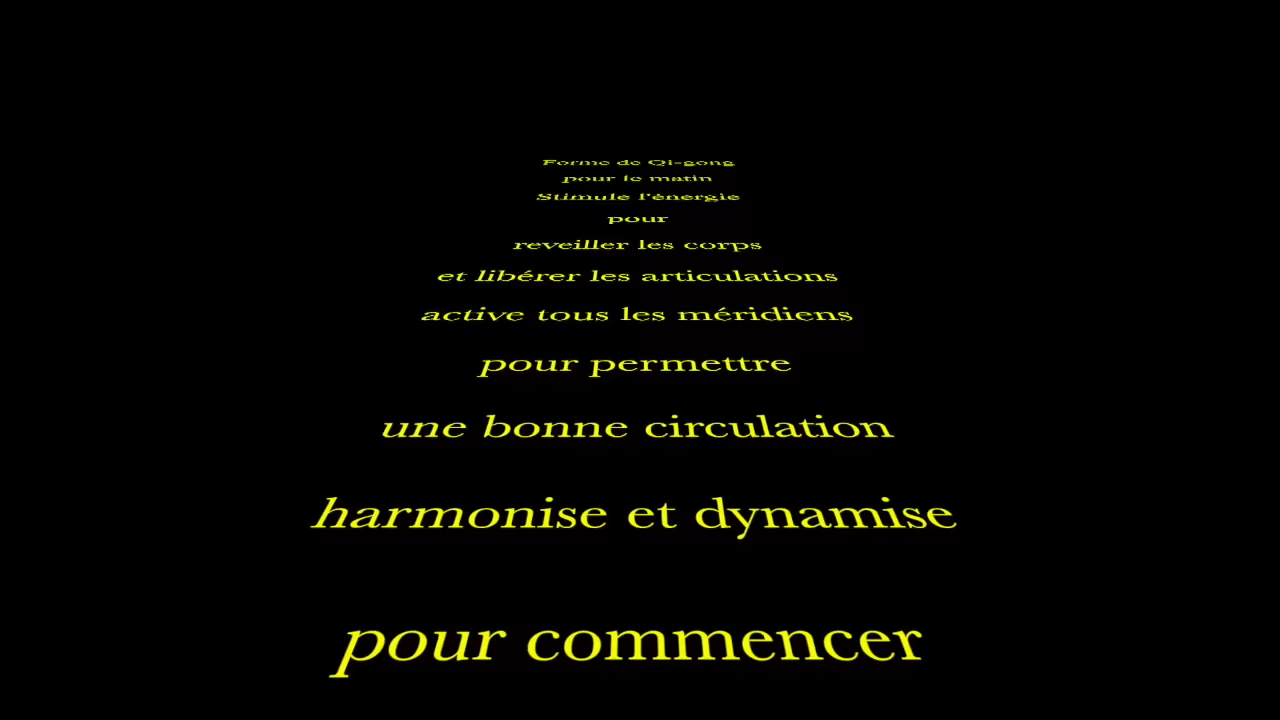 Forme de Qi-gong
pour le matin
Stimule l'énergie
pour
reveiller les corps
et libérer les articulations
active tous les méridiens
pour permettre
une bonne circulation
harmonise et dynamise
pour commencer